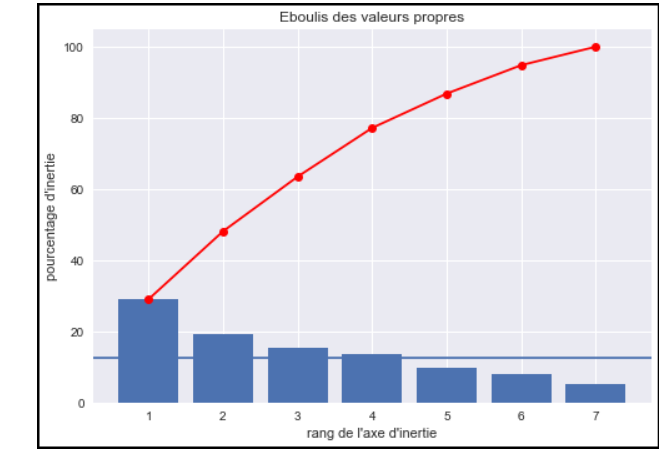 Eboulis des valeurs propres
pourcentage d'inertie
100
80
60
40
20
0
1 2 3 4 5 6 7
rang de l'axe d'inertie